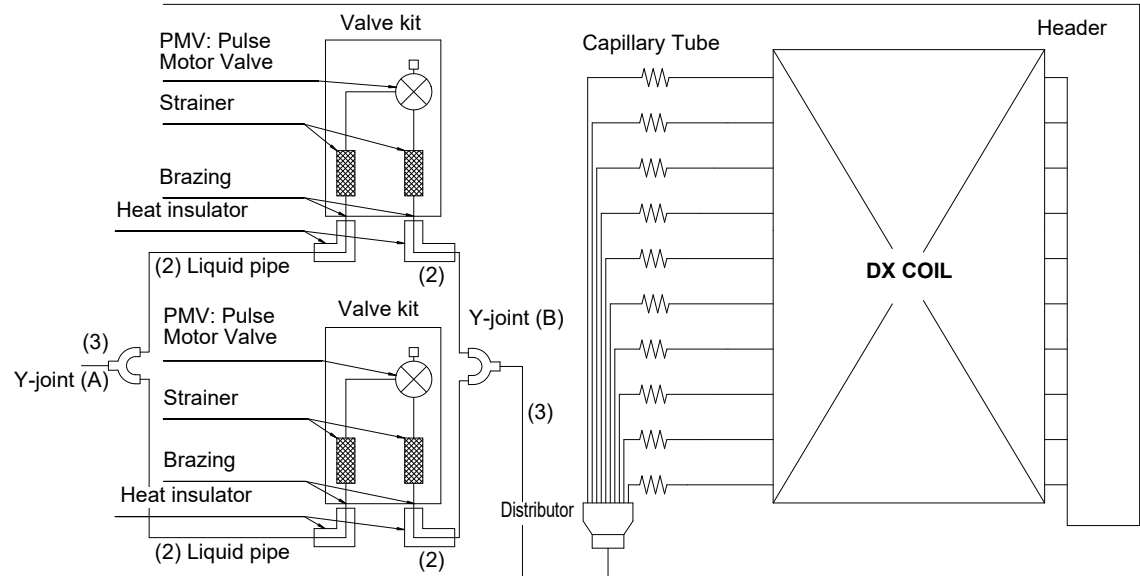 Valve kit
PMV: Pulse
Motor Valve
Strainer
Brazing
Heat insulator
(2) Liquid pipe
(2)
Valve kit
PMV: Pulse
Motor Valve
Y-joint (B)
(3)
Y-joint (A)
Strainer
(3)
Brazing
Heat insulator
(2) Liquid pipe
(2)
Capillary Tube
Header
DX COIL
Distributor